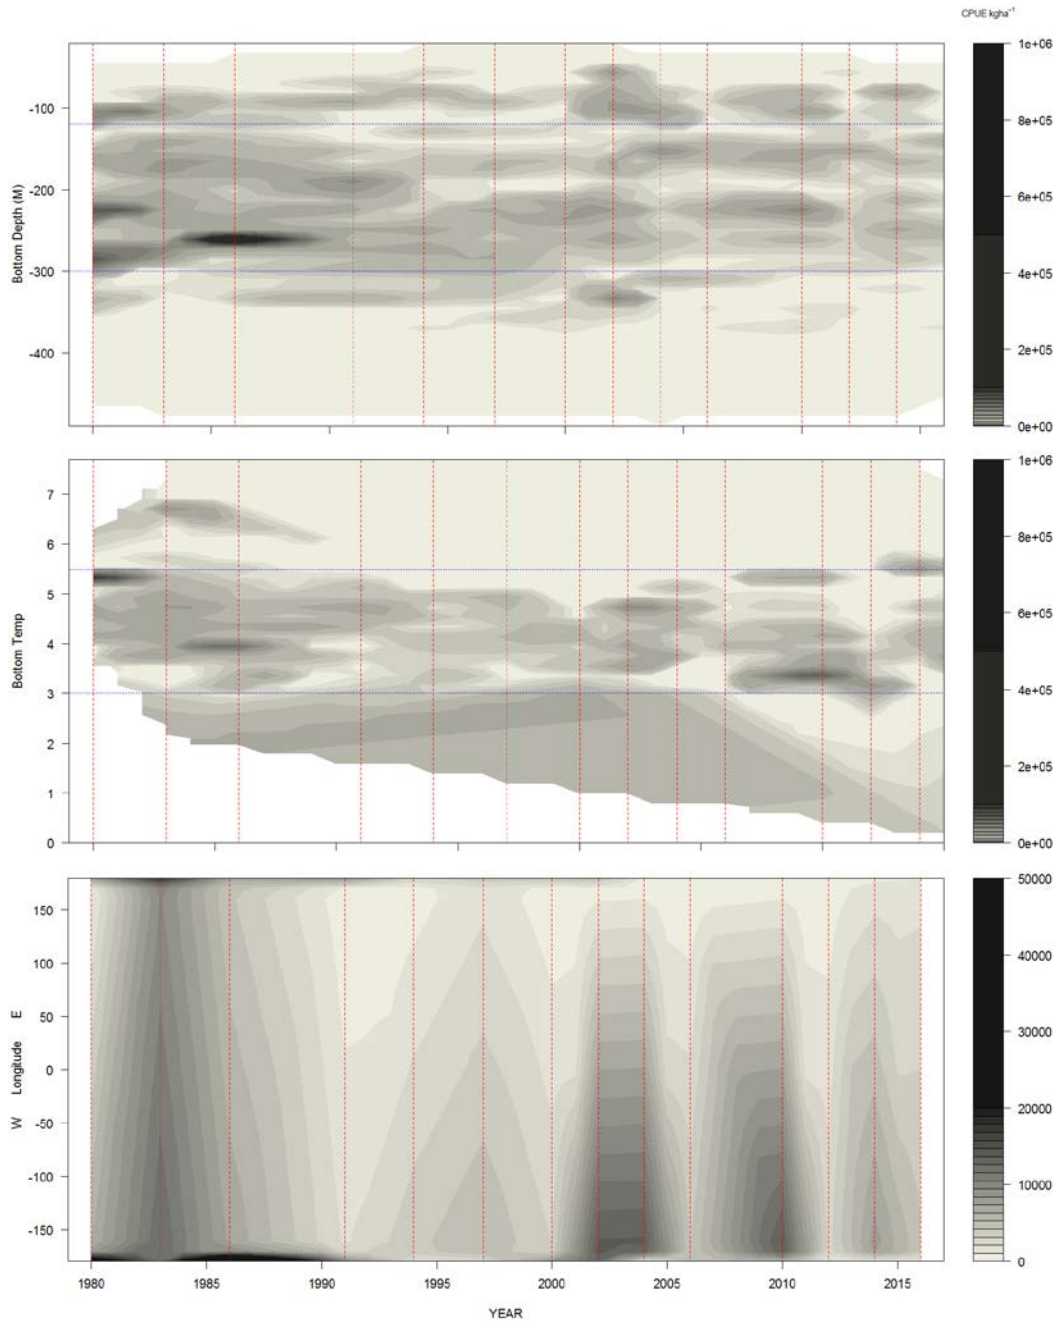 CPUE kgha⁻¹
-100
-200
-300
-400
Bottom Depth (M)
1e+06
8e+05
6e+05
4e+05
2e+05
0e+00
7
6
5
4
3
2
1
0
Bottom Temp
1e+06
8e+05
6e+05
4e+05
2e+05
0e+00
150
100
50
0
-50
-100
-150
W Longitude E
50000
40000
30000
20000
10000
0
1980 1985 1990 1995 2000 2005 2010 2015
YEAR